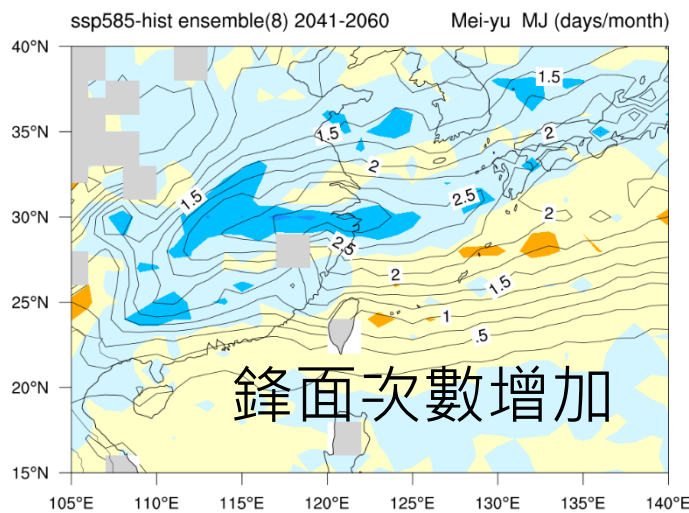 ssp585-hist ensemble(8) 2041-2060 Mei-yu MJ (days/month)
40°N
1.5
35°N
1.5
2
2
1.5
2.5
30°N
2
2.5
2
1.5
25°N
1
.5
20°N
鋒面次數增加
15°N
105°E 110°E 115°E 120°E 125°E 130°E 135°E 140°E